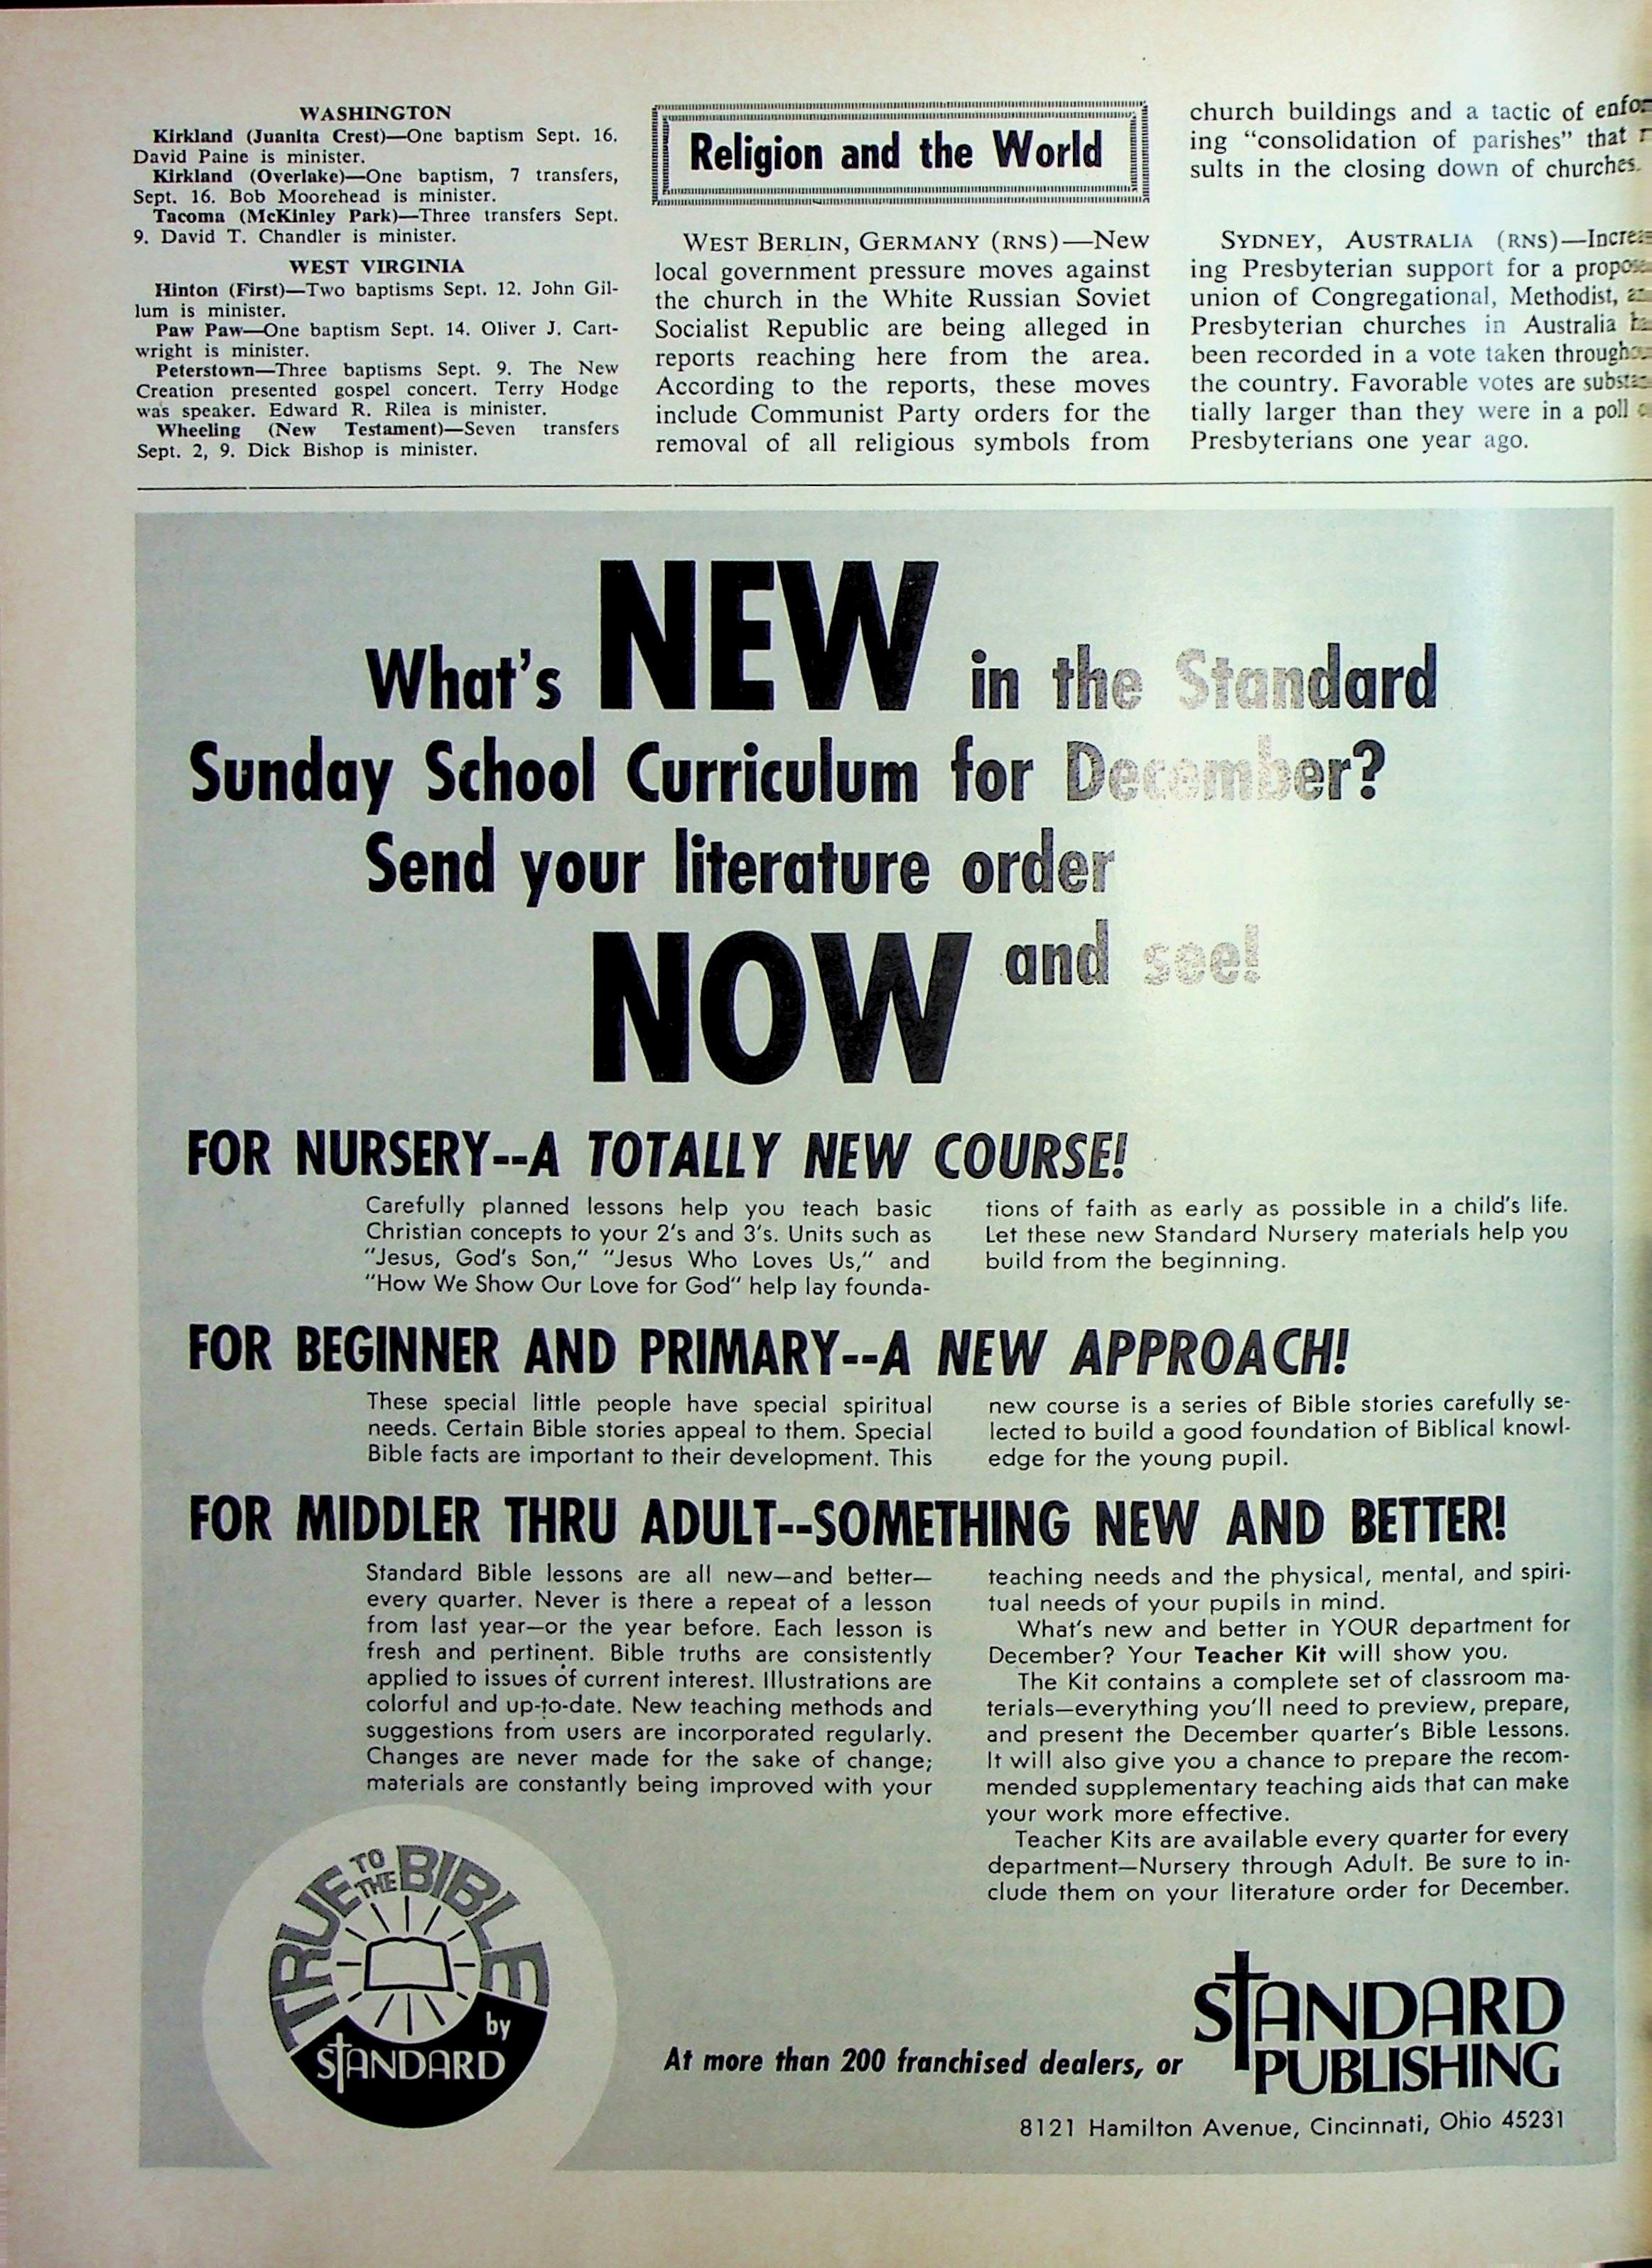 WASHINGTON
Kirkland (Juanita Crest)—One baptism Sept. 16.
David Paine is minister.
Kirkland (Overlake)—One baptism, 7 transfers,
Sept. 16. Bob Moorehead is minister.
Tacoma (McKinley Park)—Three transfers Sept.
9. David T. Chandler is minister.
WEST VIRGINIA
Hinton (First)—Two baptisms Sept. 12. John Gil-
lum is minister.
Paw Paw—One baptism Sept. 14. Oliver J. Cart-
wright is minister.
Peterstown—Three baptisms Sept. 9. The New
Creation presented gospel concert. Terry Hodge
was speaker. Edward R. Rilea is minister.
Wheeling (New Testament)—Seven transfers
Sept. 2, 9. Dick Bishop is minister.
Religion and the World
WEST BERLIN, GERMANY (RNS)—New
local government pressure moves against
the church in the White Russian Soviet
Socialist Republic are being alleged in
reports reaching here from the area.
According to the reports, these moves
include Communist Party orders for the
removal of all religious symbols from
church buildings and a tactic of
ing "consolidation of parishes" that
sults in the closing down of churches.
SYDNEY, AUSTRALIA (RNS)—
ing Presbyterian support for a
union of Congregational, Methodist,
Presbyterian churches in Australia
been recorded in a vote taken
the country. Favorable votes are
tially larger than they were in a poll
Presbyterians one year ago.
What's NEW in the Standard
Sunday School Curriculum for December?
Send your literature order
NOW and see!
FOR NURSERY--A TOTALLY NEW COURSE!
Carefully planned lessons help you teach basic
Christian concepts to your 2's and 3's. Units such as
"Jesus, God's Son," "Jesus Who Loves Us," and
"How We Show Our Love for God" help lay founda-
tions of faith as early as possible in a child's life.
Let these new Standard Nursery materials help you
build from the beginning.
FOR BEGINNER AND PRIMARY--A NEW APPROACH!
These special little people have special spiritual
needs. Certain Bible stories appeal to them. Special
Bible facts are important to their development. This
new course is a series of Bible stories carefully se-
lected to build a good foundation of Biblical knowl-
edge for the young pupil.
FOR MIDDLER THRU ADULT--SOMETHING NEW AND BETTER!
Standard Bible lessons are all new—and better—
every quarter. Never is there a repeat of a lesson
from last year—or the year before. Each lesson is
fresh and pertinent. Bible truths are consistently
applied to issues of current interest. Illustrations are
colorful and up-to-date. New teaching methods and
suggestions from users are incorporated regularly.
Changes are never made for the sake of change;
materials are constantly being improved with your
teaching needs and the physical, mental, and spiri-
tual needs of your pupils in mind.
What's new and better in YOUR department for
December? Your Teacher Kit will show you.
The Kit contains a complete set of classroom ma-
terials—everything you'll need to preview, prepare,
and present the December quarter's Bible Lessons.
It will also give you a chance to prepare the recom-
mended supplementary teaching aids that can make
your work more effective.
Teacher Kits are available every quarter for every
department—Nursery through Adult. Be sure to in-
clude them on your literature order for December.
TRUE TO THE BIBLE
by
STANDARD
At more than 200 franchised dealers, or
STANDARD
PUBLISHING
8121 Hamilton Avenue, Cincinnati, Ohio 45231